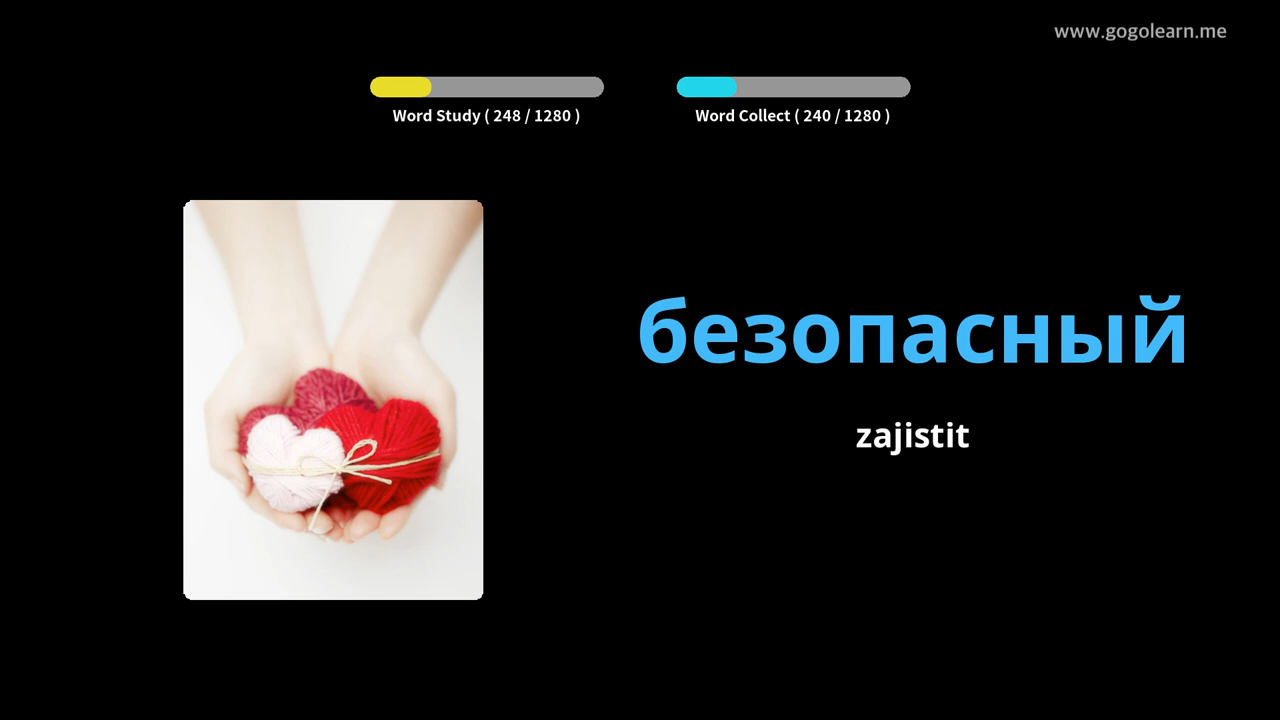 www.gogolearn.me
Word Study ( 248 / 1280 )
Word Collect ( 240 / 1280 )
безопасный
zajistit